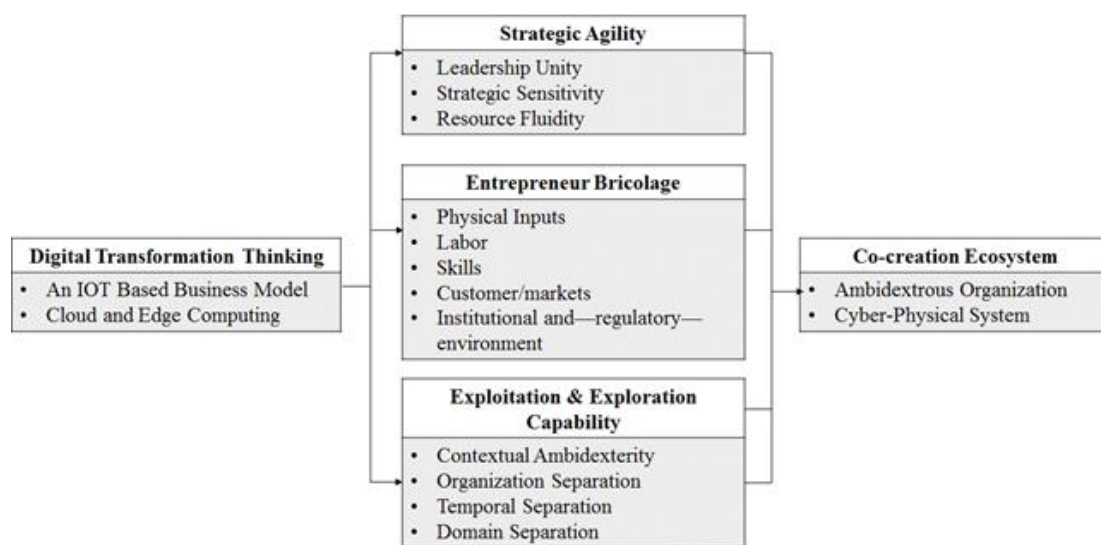 Strategic Agility
• Leadership Unity
• Strategic Sensitivity
• Resource Fluidity
Entrepreneur Bricolage
• Physical Inputs
• Labor
• Skills
• Customer/markets
• Institutional and—regulatory—
environment
Digital Transformation Thinking
• An IOT Based Business Model
• Cloud and Edge Computing
Co-creation Ecosystem
• Ambidextrous Organization
• Cyber-Physical System
Exploitation & Exploration
Capability
• Contextual Ambidexterity
• Organization Separation
• Temporal Separation
• Domain Separation